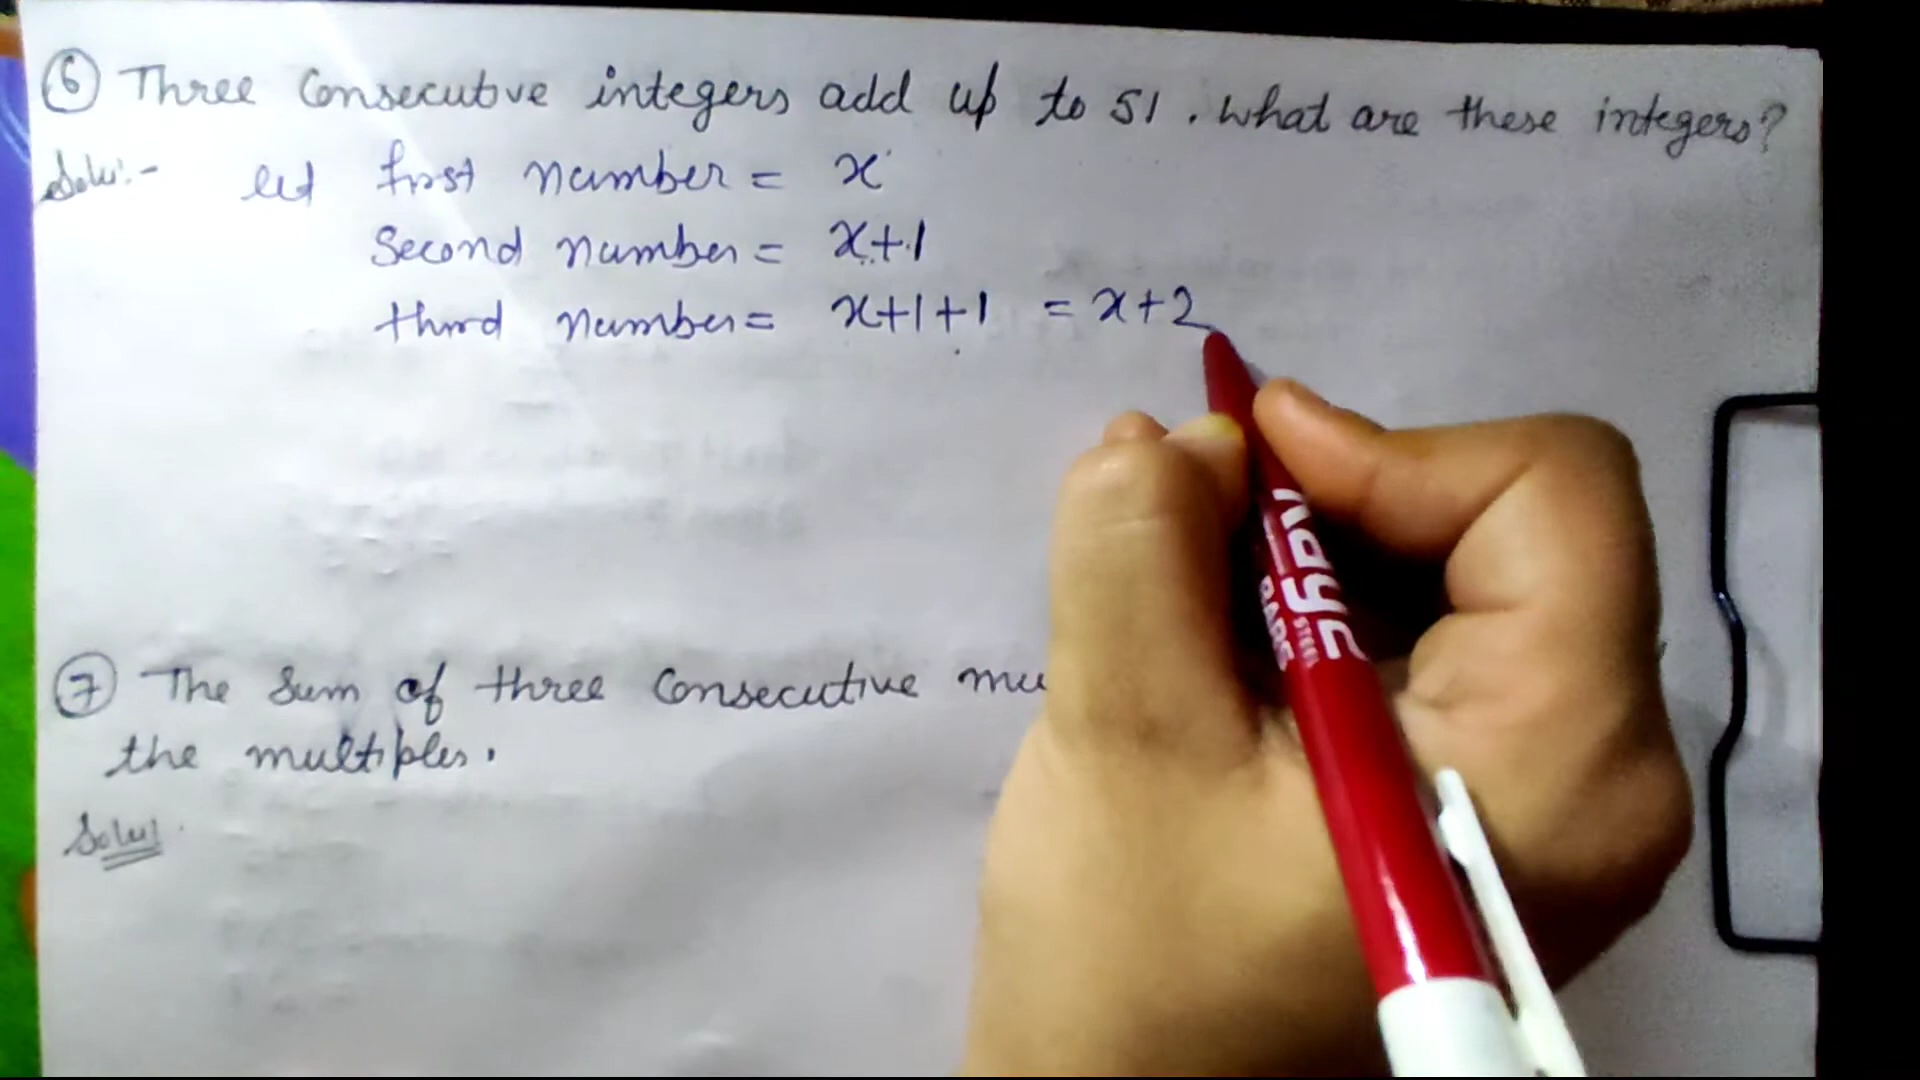 6 Three Consecutive integers add up to 51. What are these integers?
Solu:- let first number = x
Second number = x+1
third number = x+1+1 = x+2
7 The Sum of three Consecutive mu
the multiples.
Solu